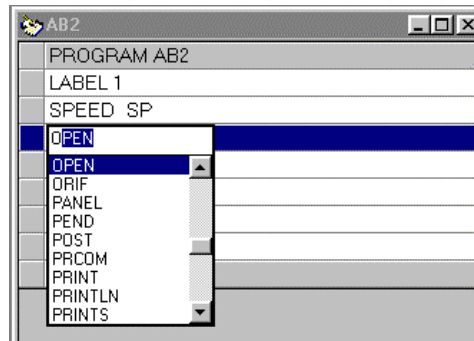 AB2
PROGRAM AB2
LABEL 1
SPEED SP
OPEN
OPEN
ORIF
PANEL
PEND
POST
PRCOM
PRINT
PRINTLN
PRINTS